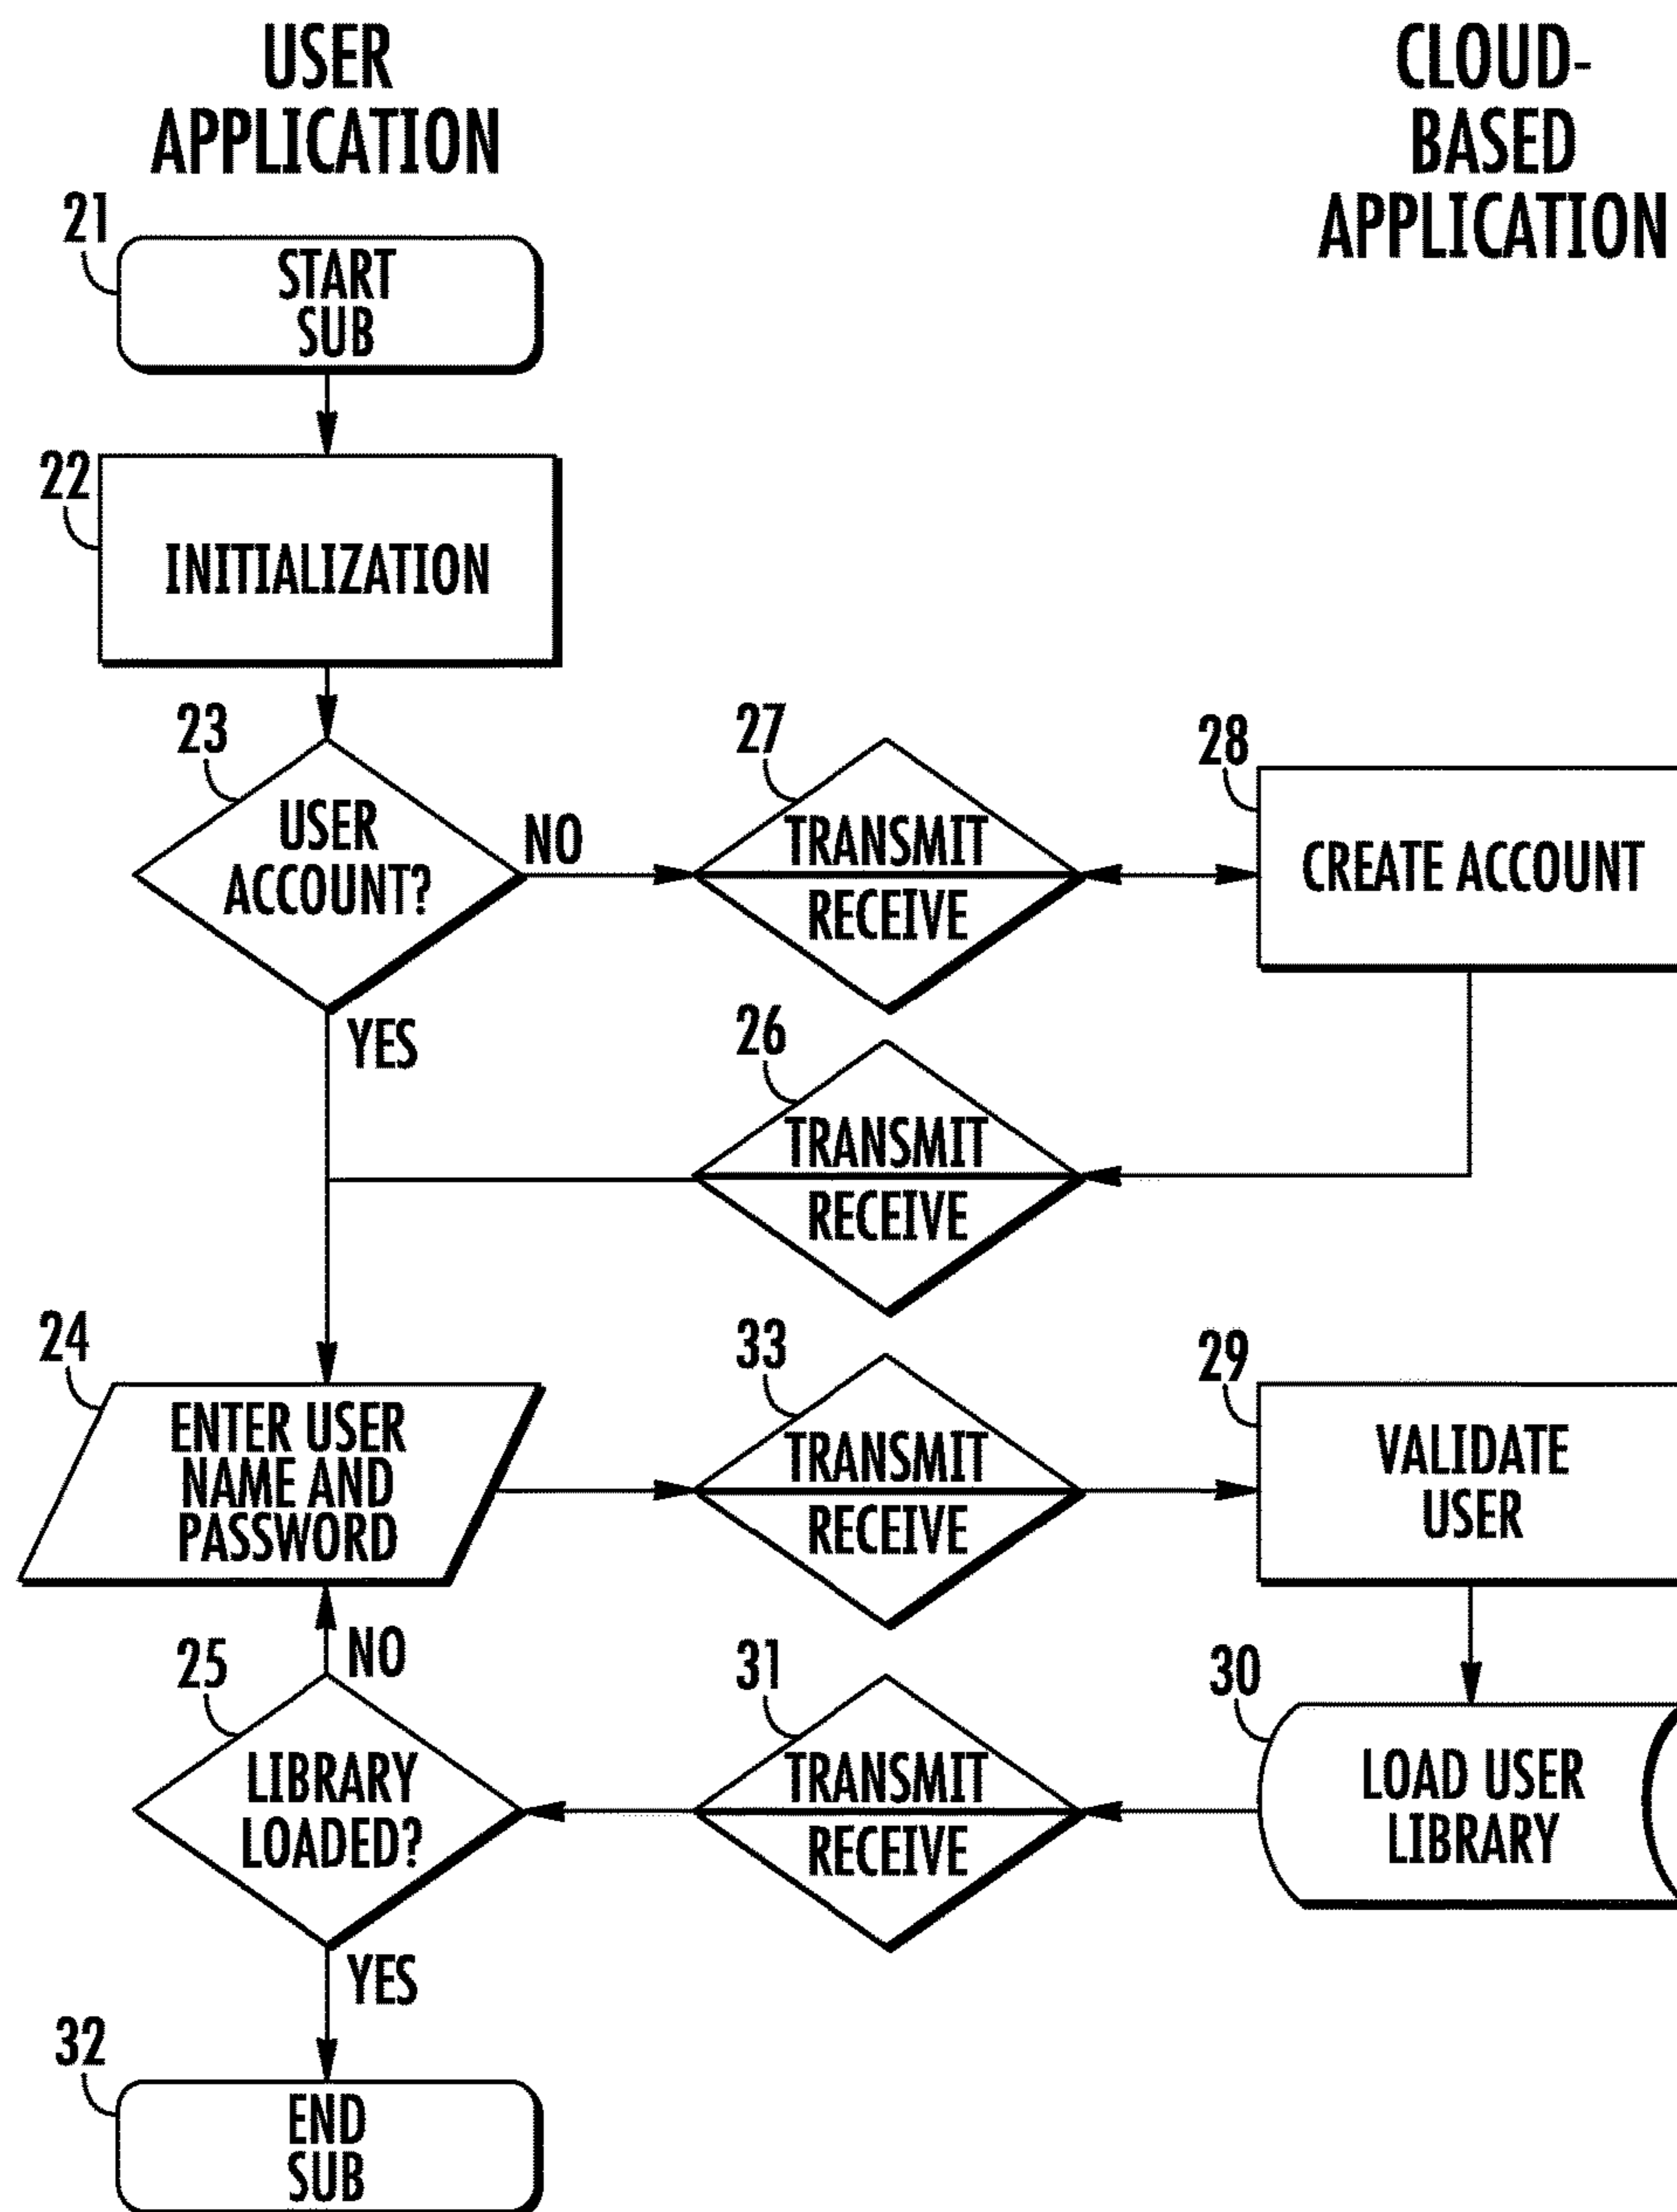 USER
APPLICATION
CLOUD-
BASED
APPLICATION
21
START
SUB
22
INITIALIZATION
23
USER
ACCOUNT?
NO
27
TRANSMIT
RECEIVE
28
CREATE ACCOUNT
YES
26
TRANSMIT
RECEIVE
24
ENTER USER
NAME AND
PASSWORD
33
TRANSMIT
RECEIVE
29
VALIDATE
USER
NO
25
LIBRARY
LOADED?
31
TRANSMIT
RECEIVE
30
LOAD USER
LIBRARY
YES
32
END
SUB